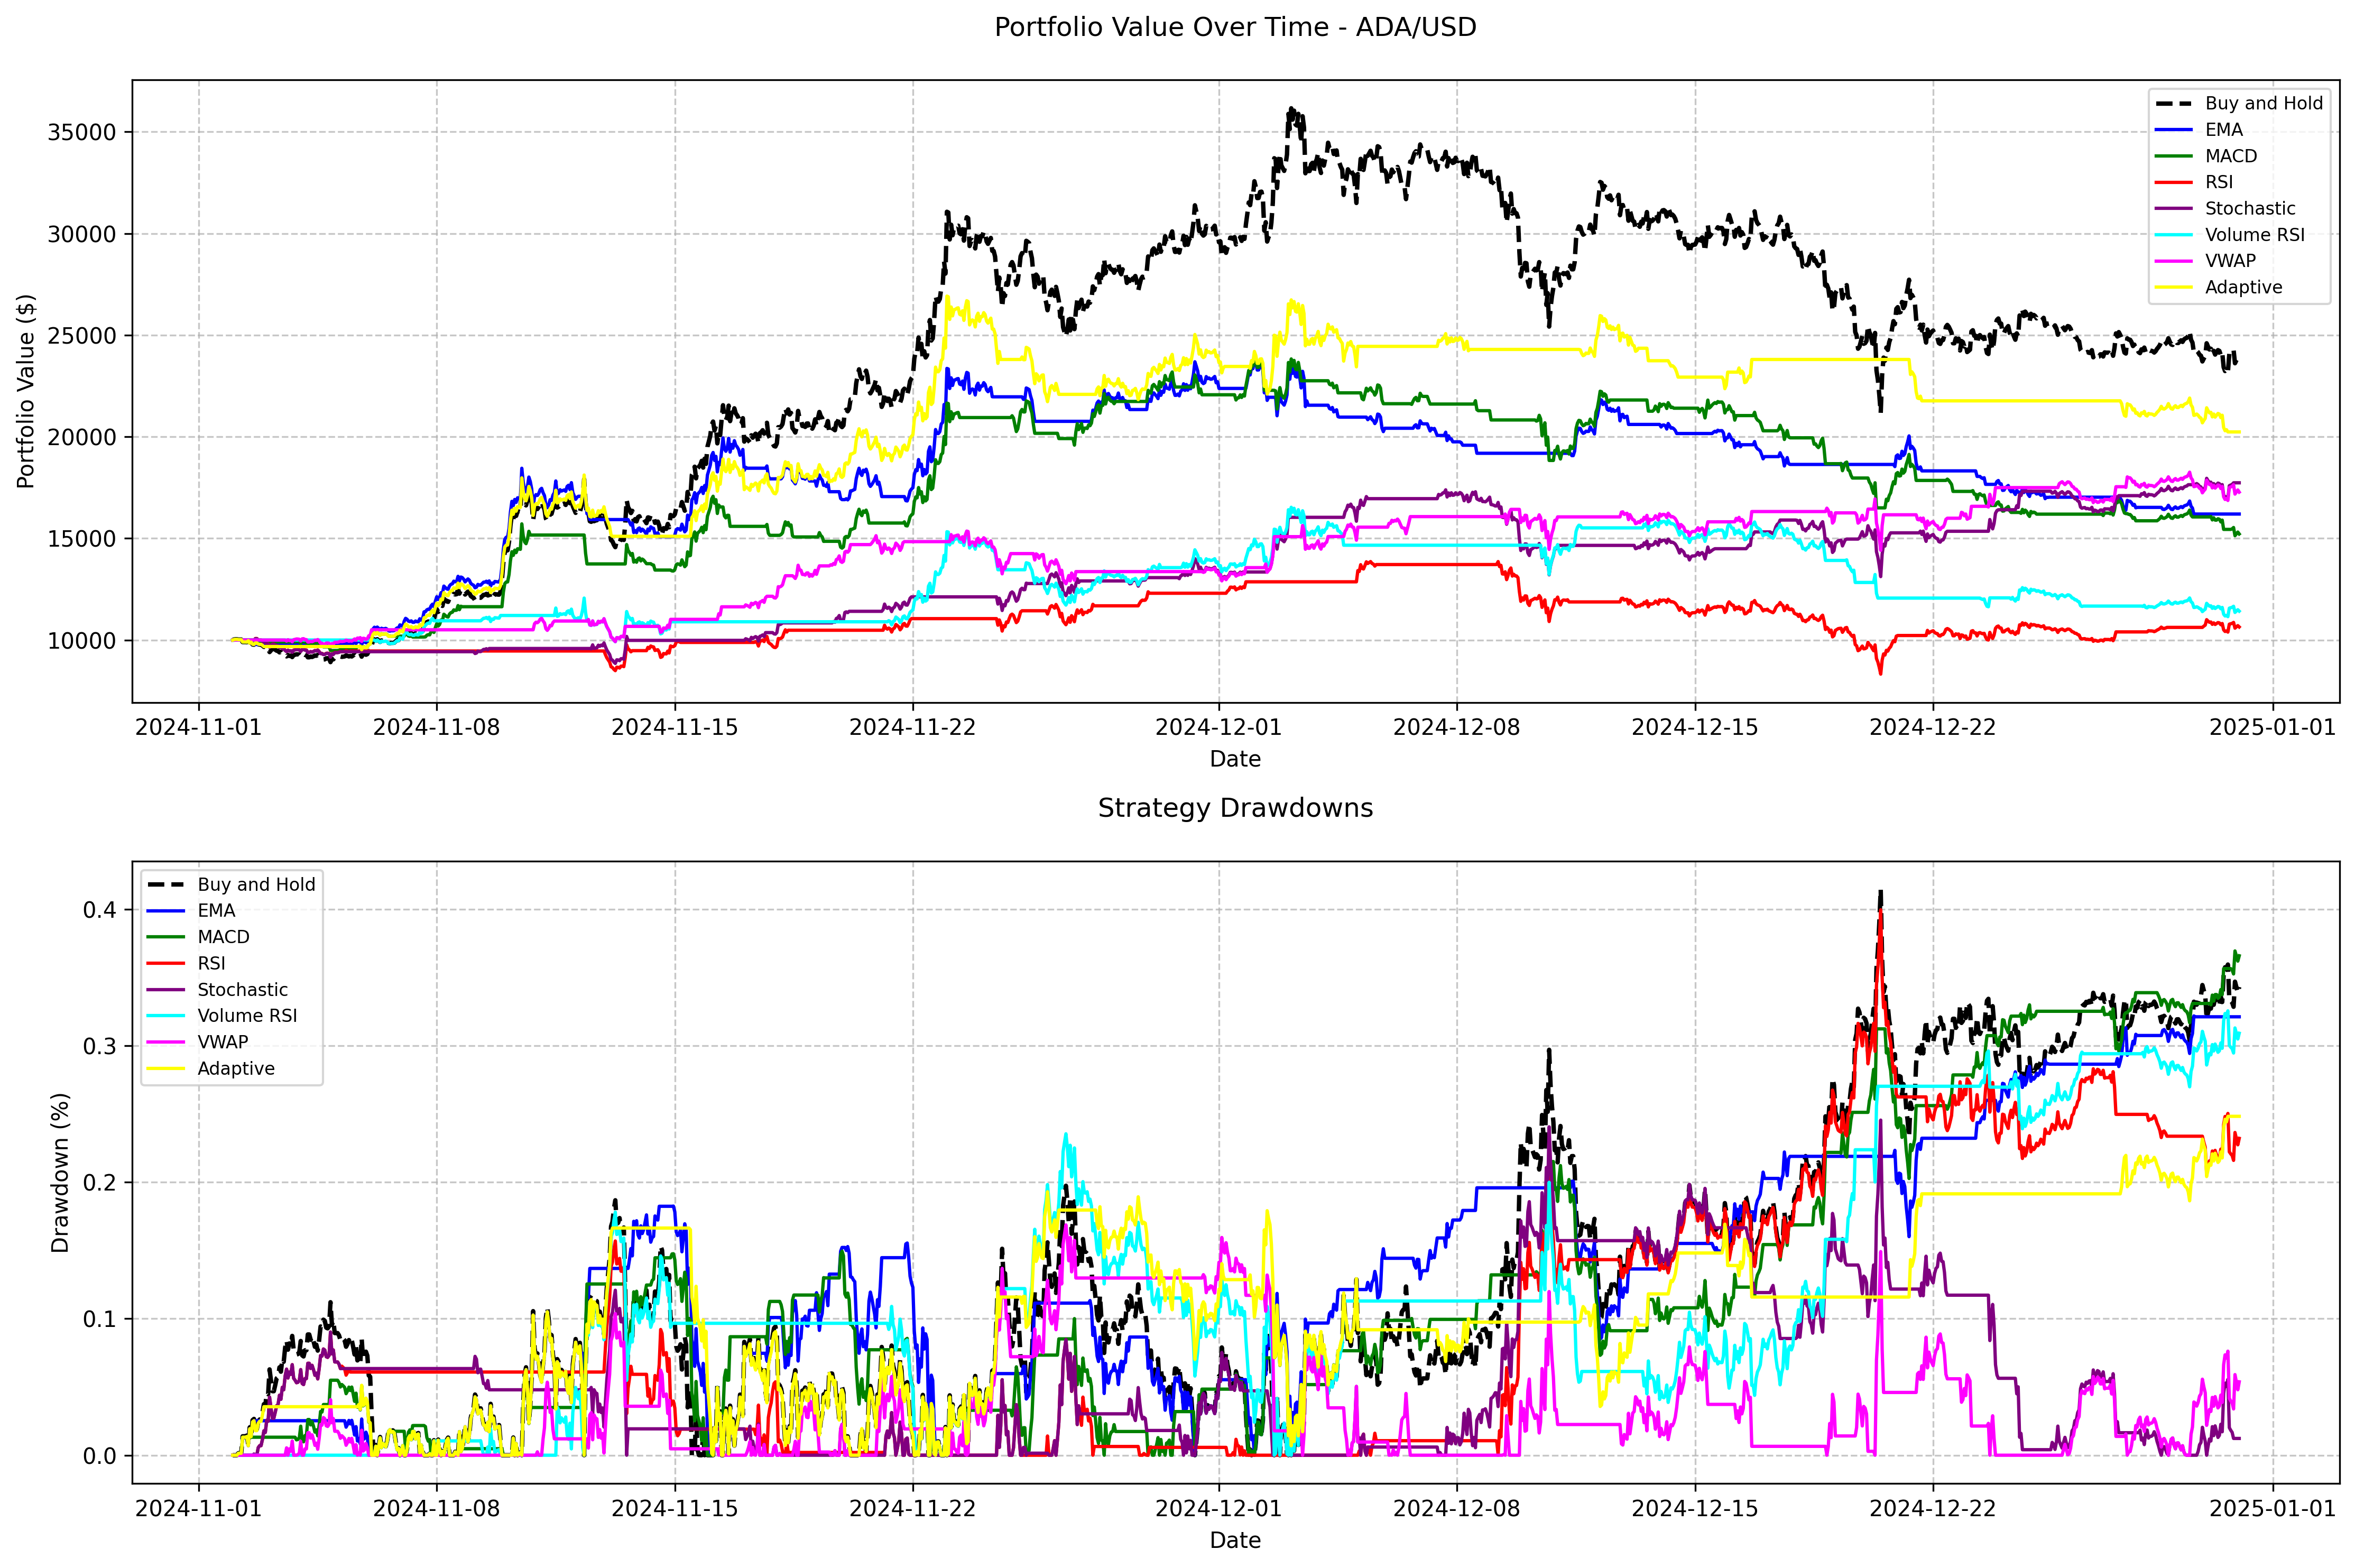 Portfolio Value Over Time - ADA/USD
Portfolio Value ($)
35000
30000
25000
20000
15000
10000
Buy and Hold
EMA
MACD
RSI
Stochastic
Volume RSI
VWAP
Adaptive
2024-11-01 2024-11-08 2024-11-15 2024-11-22 2024-12-01 2024-12-08 2024-12-15 2024-12-22 2025-01-01
Date
Strategy Drawdowns
Drawdown (%)
0.4
0.3
0.2
0.1
0.0
Buy and Hold
EMA
MACD
RSI
Stochastic
Volume RSI
VWAP
Adaptive
2024-11-01 2024-11-08 2024-11-15 2024-11-22 2024-12-01 2024-12-08 2024-12-15 2024-12-22 2025-01-01
Date